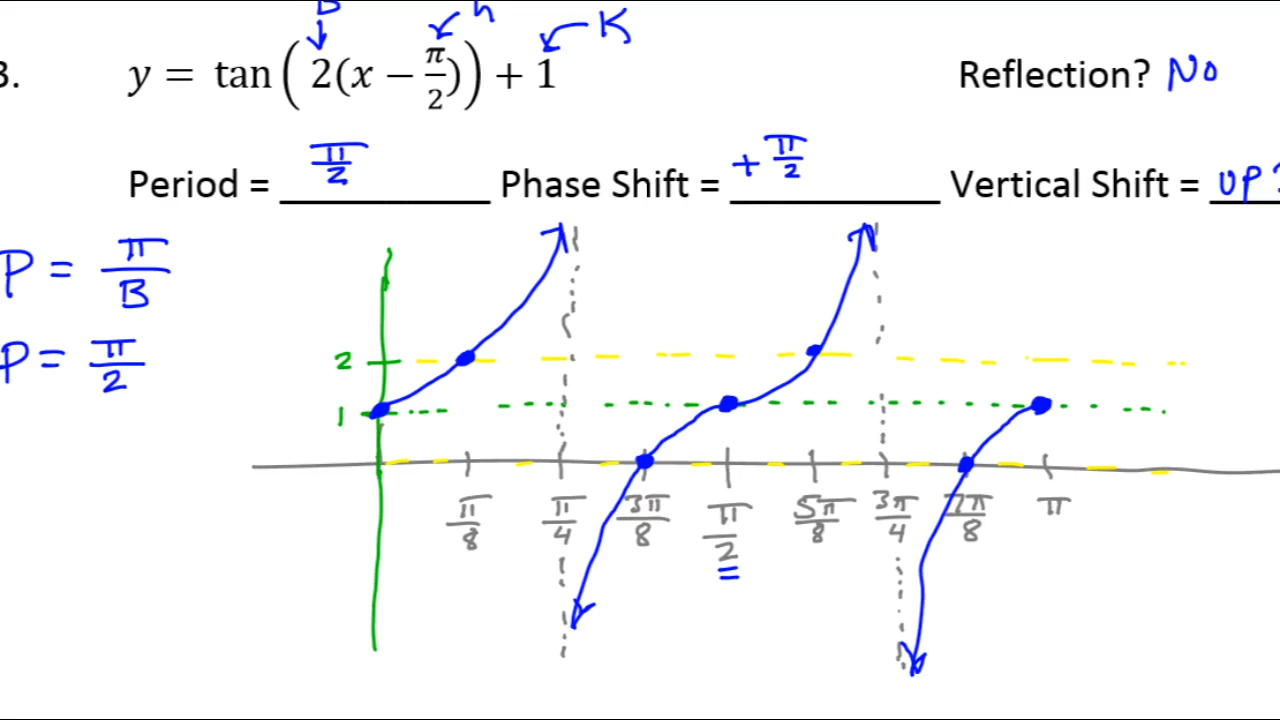 B h K
3. y = tan(2(x − π/2)) + 1 Reflection? No
Period = π/2 Phase Shift = + π/2 Vertical Shift = UP
P = π/B
P = π/2
2
1
π/8 π/4 3π/8 π/2 5π/8 3π/4 7π/8 π